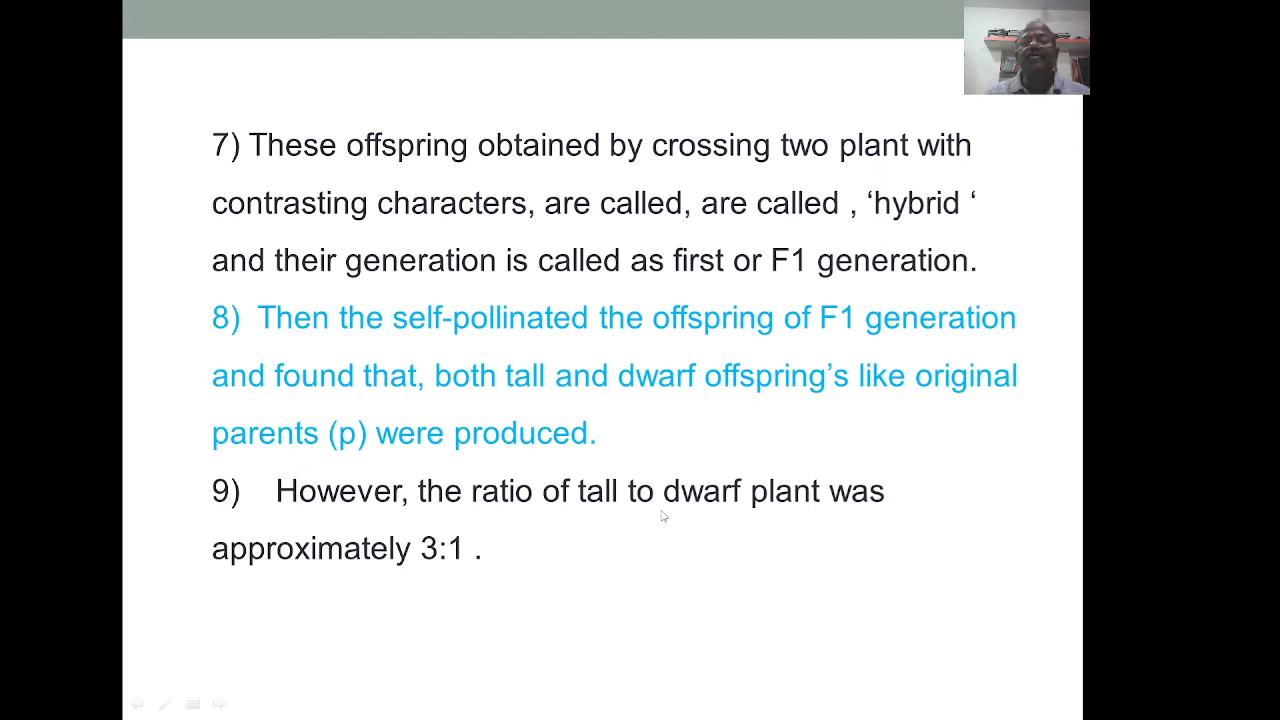 7) These offspring obtained by crossing two plant with
contrasting characters, are called, are called , ‘hybrid ‘
and their generation is called as first or F1 generation.
8)  Then the self-pollinated the offspring of F1 generation
and found that, both tall and dwarf offspring’s like original
parents (p) were produced.
9)    However, the ratio of tall to dwarf plant was
approximately 3:1 .